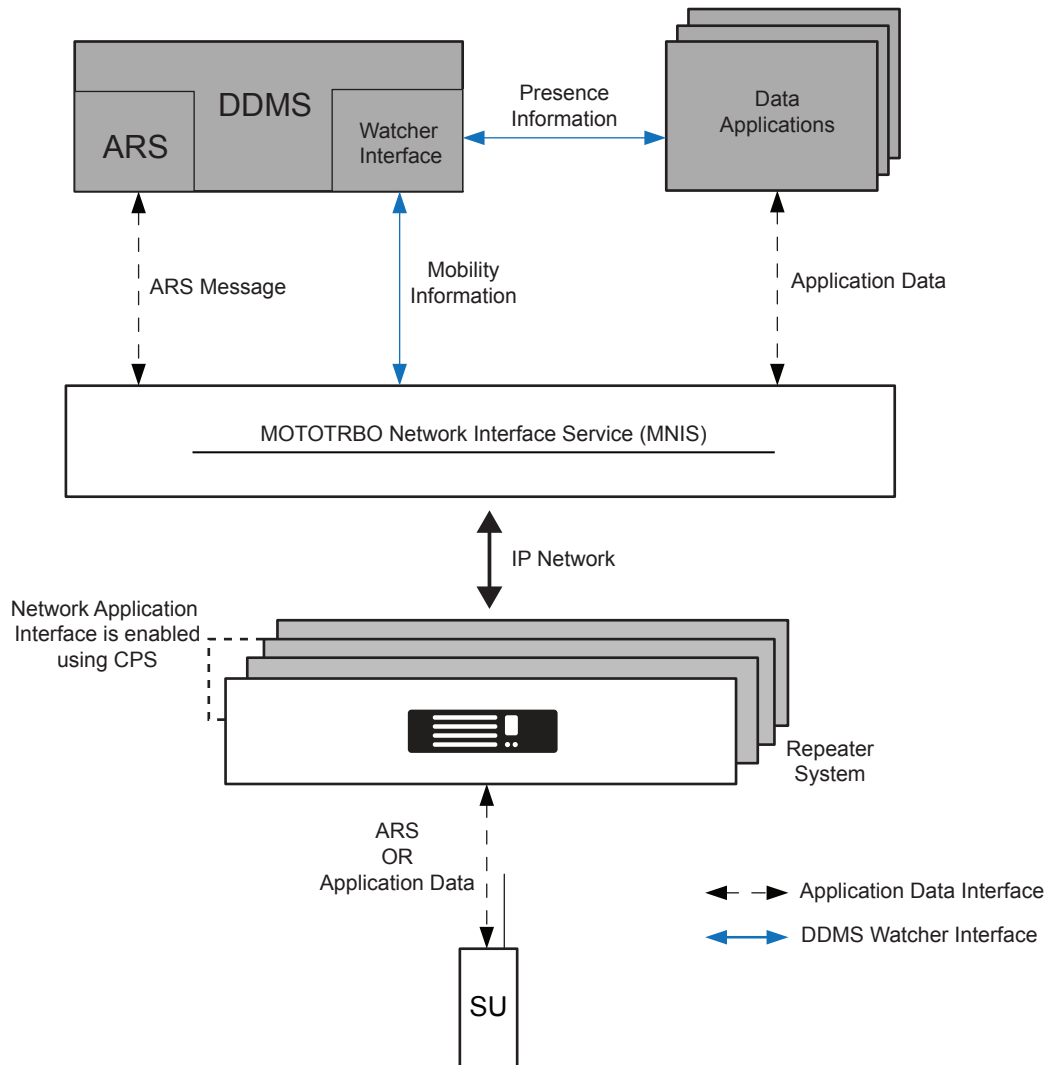 DDMS
ARS
Watcher
Interface
Presence
Information
Data
Applications
ARS Message
Mobility
Information
Application Data
MOTOTRBO Network Interface Service (MNIS)
IP Network
Network Application
Interface is enabled
using CPS
Repeater
System
ARS
OR
Application Data
SU
Application Data Interface
DDMS Watcher Interface